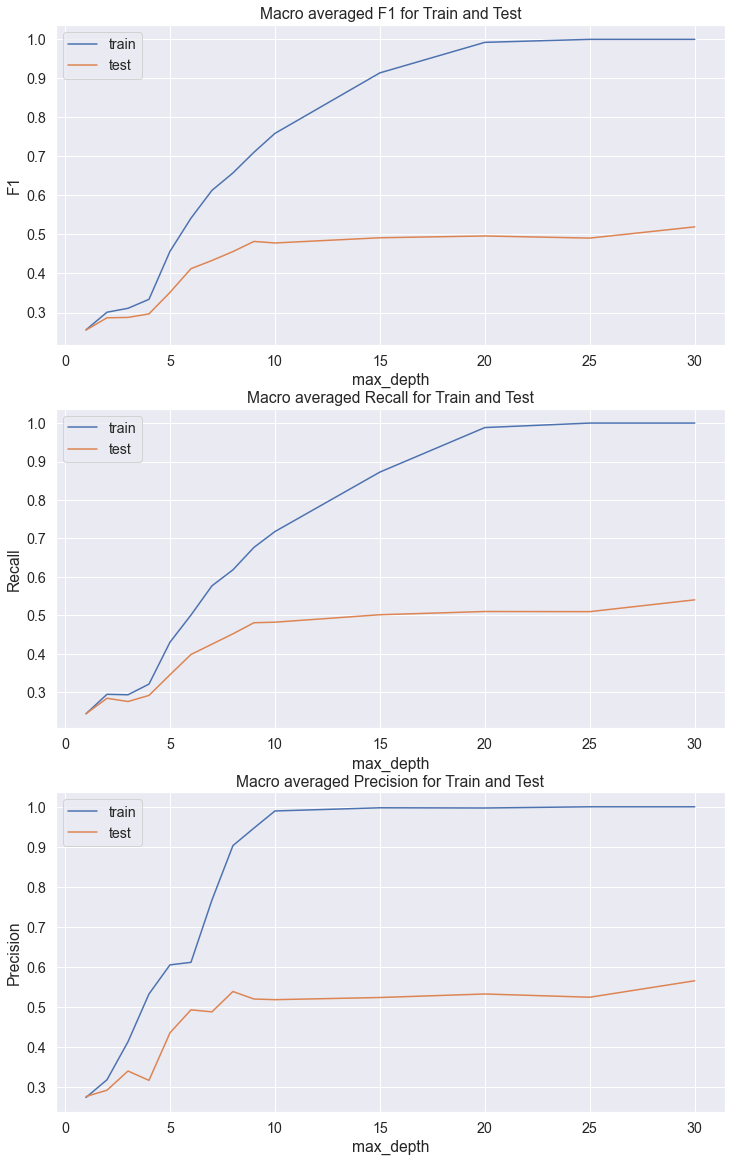 Macro averaged F1 for Train and Test
train
test
F1
1.0
0.9
0.8
0.7
0.6
0.5
0.4
0.3
0 5 10 15 20 25 30
max_depth
Macro averaged Recall for Train and Test
train
test
Recall
1.0
0.9
0.8
0.7
0.6
0.5
0.4
0.3
0 5 10 15 20 25 30
max_depth
Macro averaged Precision for Train and Test
train
test
Precision
1.0
0.9
0.8
0.7
0.6
0.5
0.4
0.3
0 5 10 15 20 25 30
max_depth